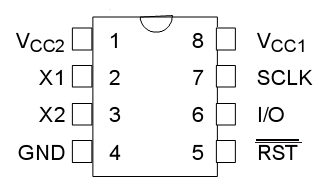 VCC2 1 8 VCC1
X1 2 7 SCLK
X2 3 6 I/O
GND 4 5 RST